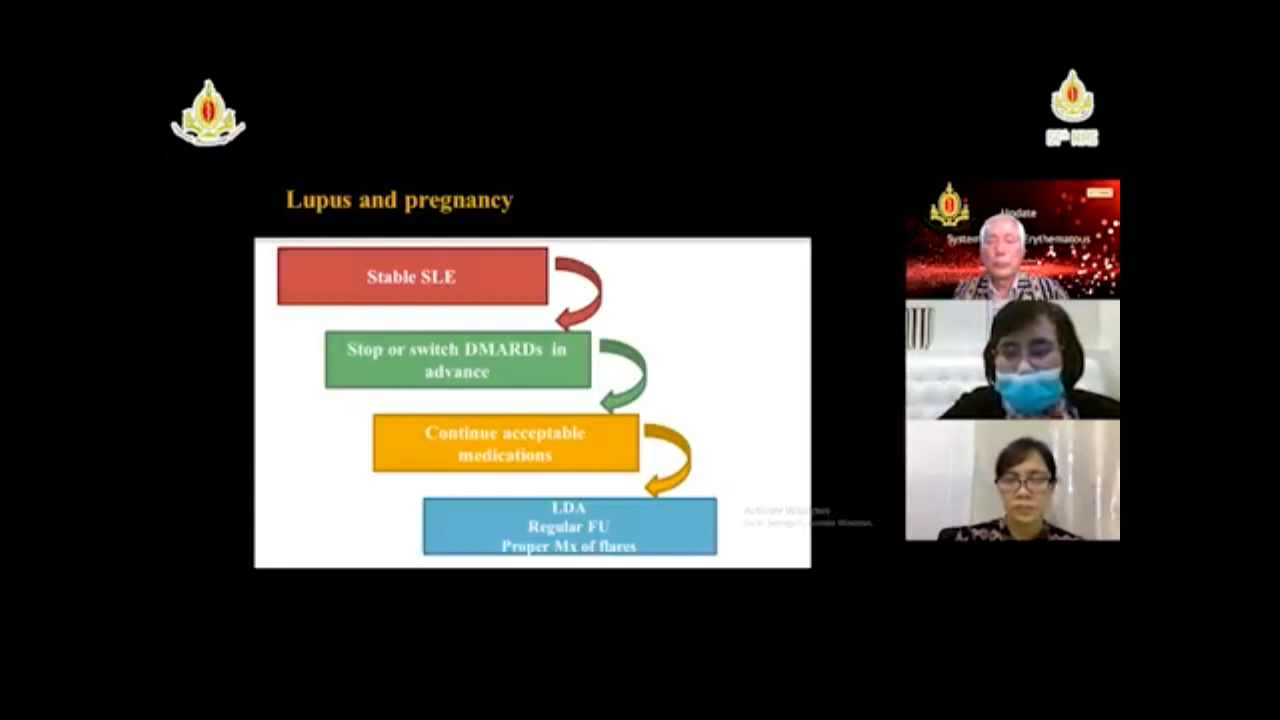 Lupus and pregnancy
Stable SLE
Stop or switch DMARDs in
advance
Continue acceptable
medications
LDA
Regular FU
Proper Mx of flares
Update
Erythematous
Activate